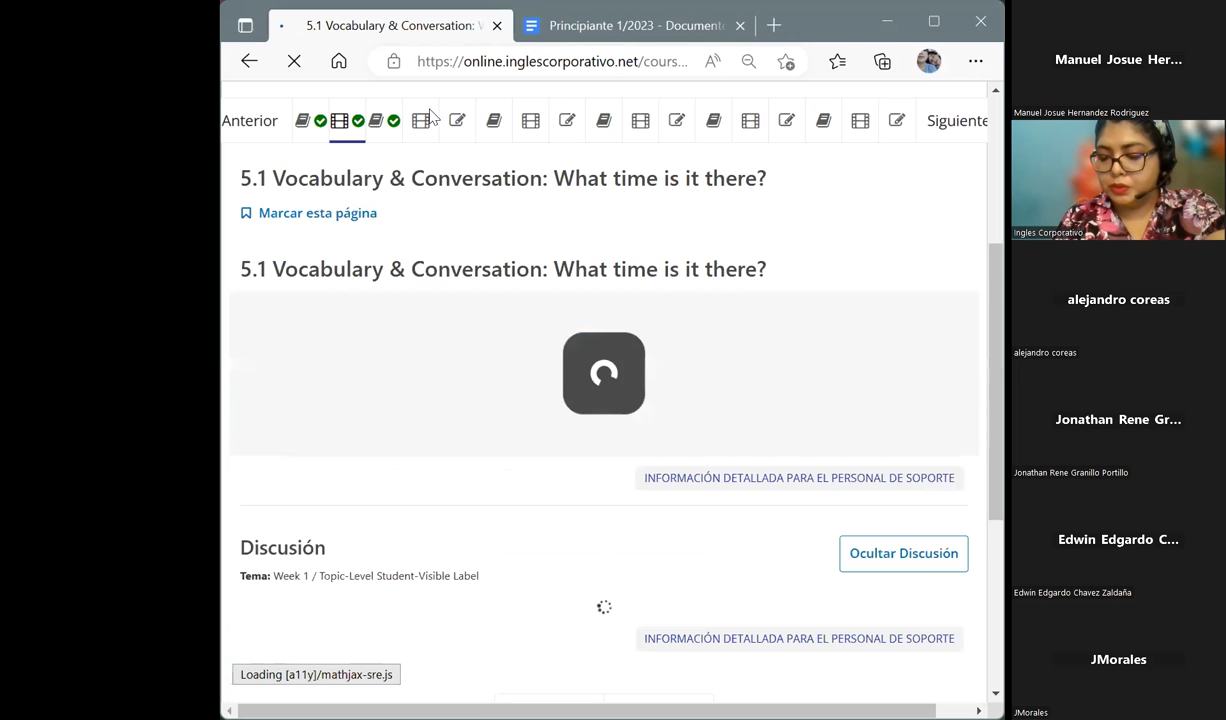 5.1 Vocabulary & Conversation: W
Principiante 1/2023 - Document
https://online.inglescorporativo.net/cours...
Anterior
Siguiente
5.1 Vocabulary & Conversation: What time is it there?
Marcar esta página
5.1 Vocabulary & Conversation: What time is it there?
INFORMACIÓN DETALLADA PARA EL PERSONAL DE SOPORTE
Discusión
Ocultar Discusión
Tema: Week 1 / Topic-Level Student-Visible Label
INFORMACIÓN DETALLADA PARA EL PERSONAL DE SOPORTE
Loading [a11y]/mathjax-sre.js
Manuel Josue Her...
Manuel Josue Hernandez Rodriguez
Ingles Corporativo
alejandro coreas
alejandro coreas
Jonathan Rene Gr...
Jonathan Rene Granillo Portillo
Edwin Edgardo C...
Edwin Edgardo Chavez Zaldaña
JMorales
JMorales